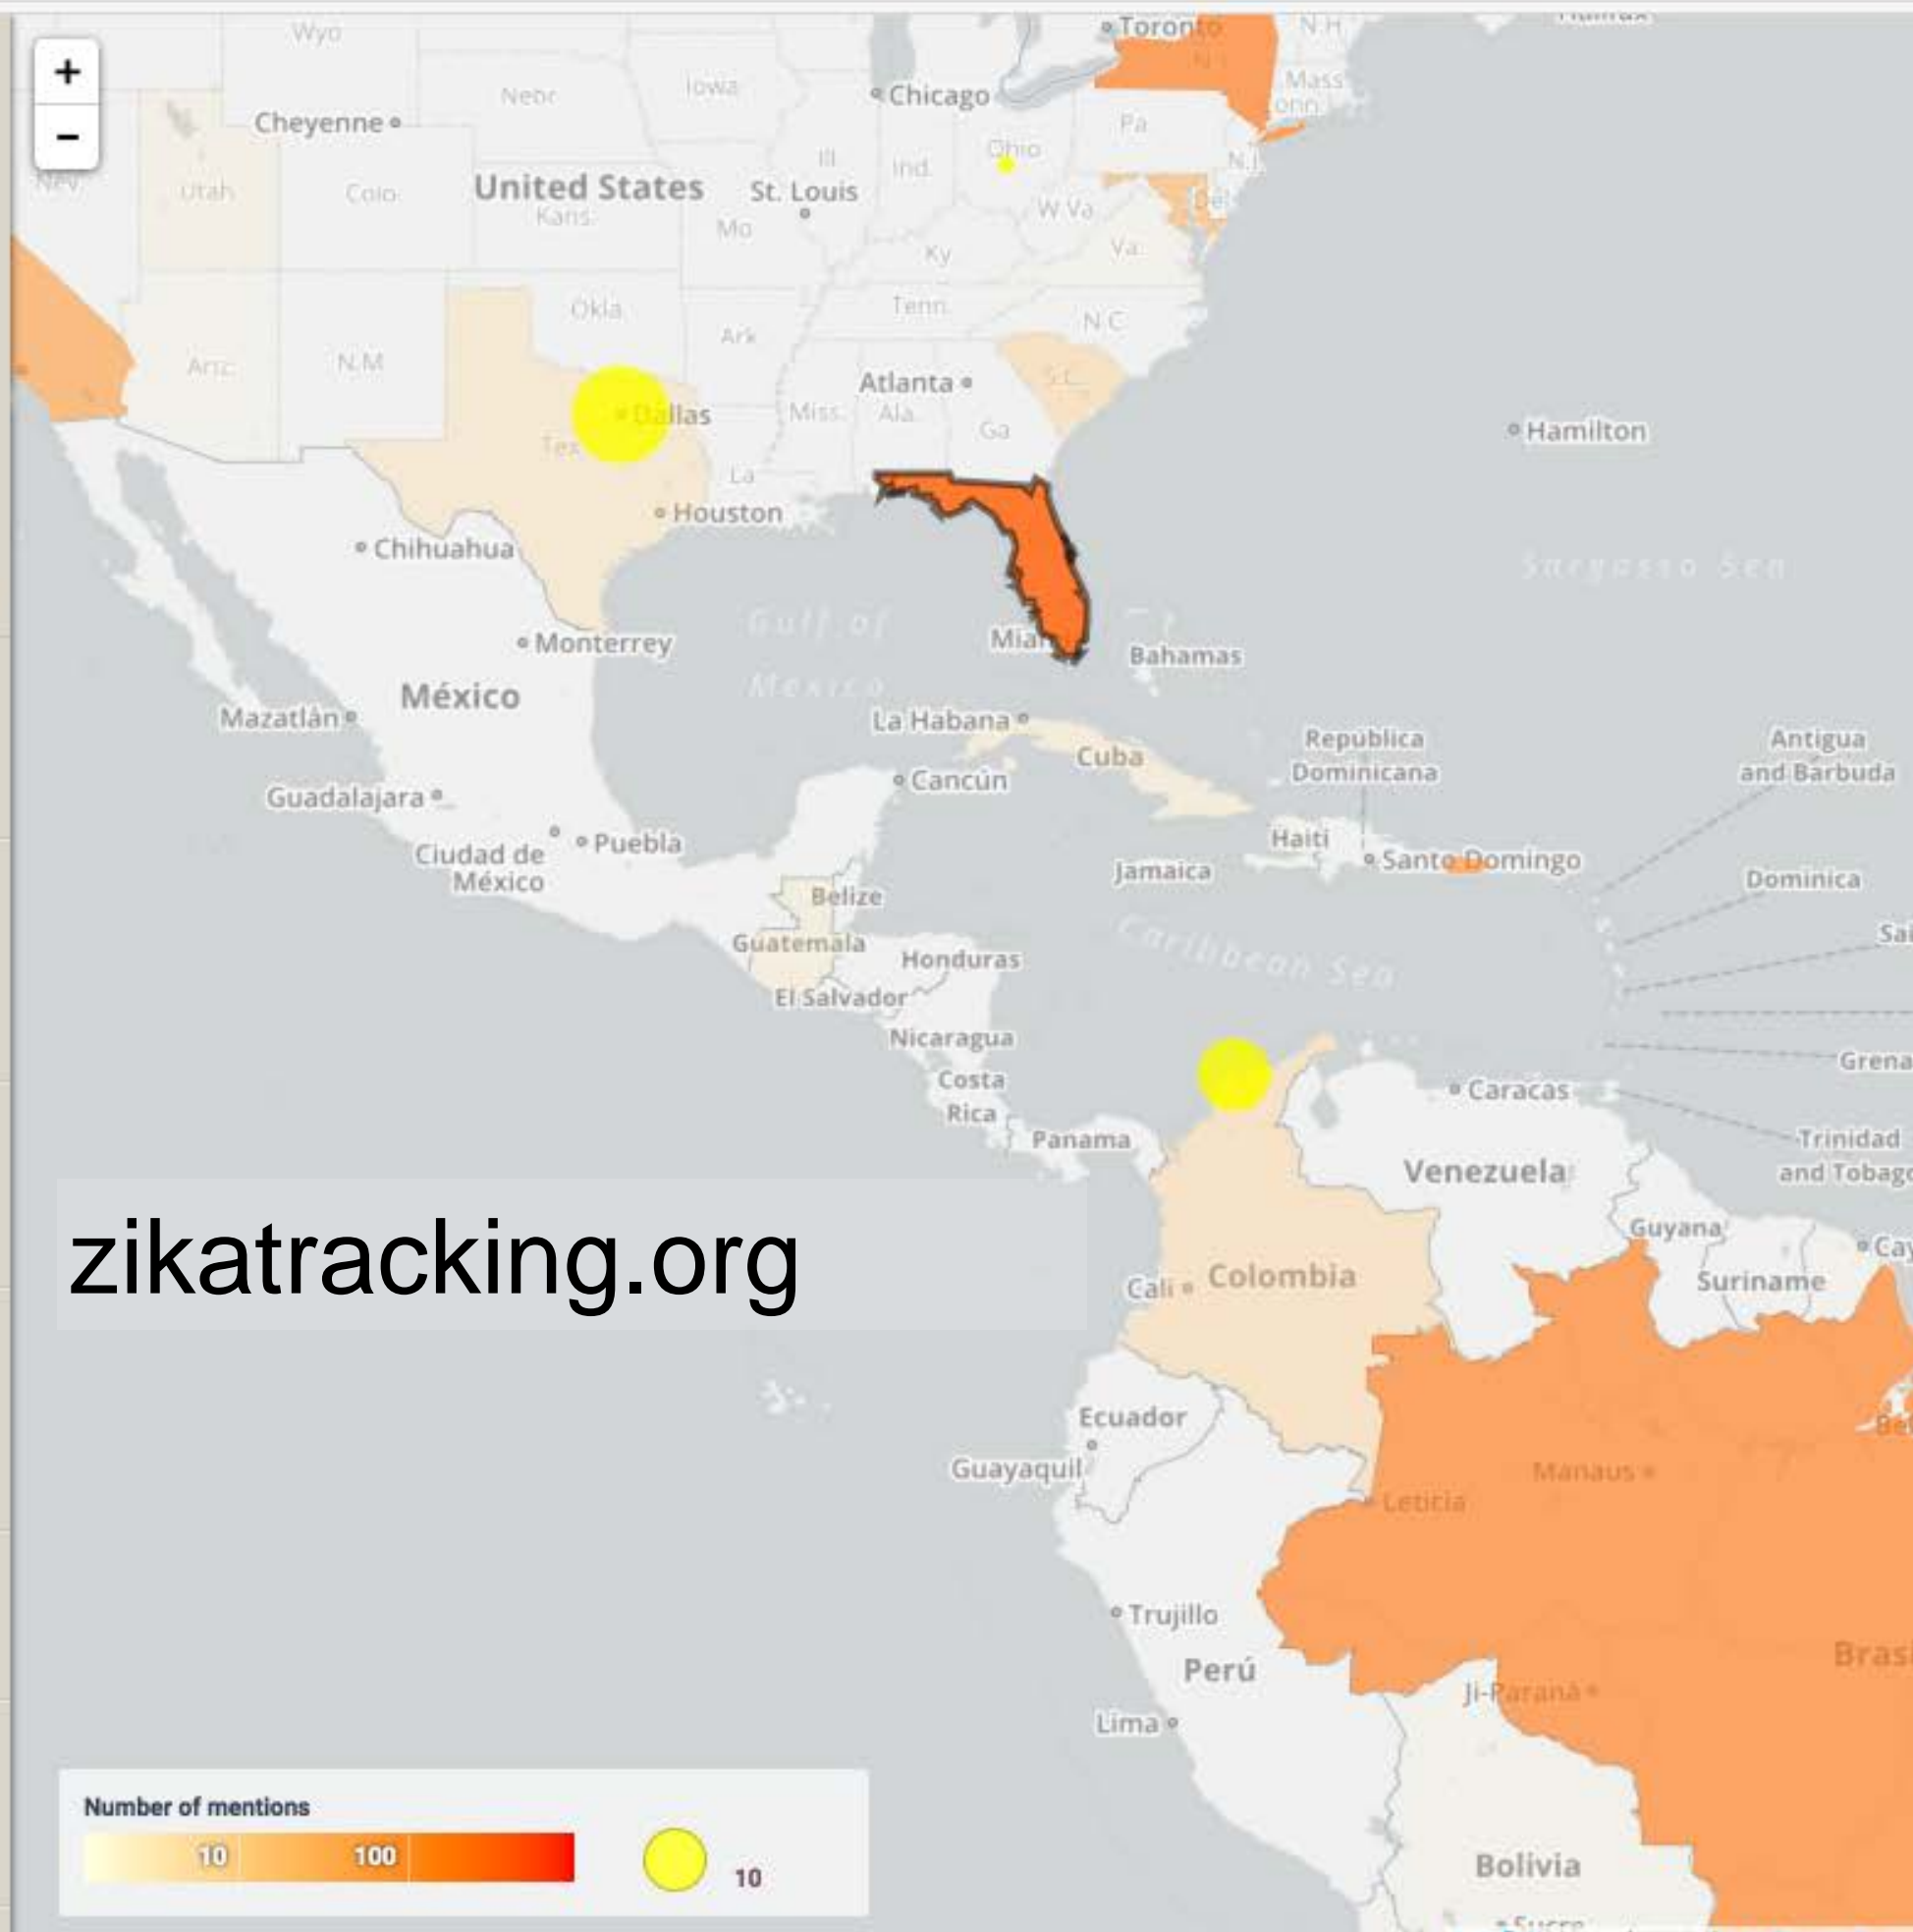 +
−
Toronto
N.H.
Wyo
Nebr.
Iowa
Chicago
Mass.
Cheyenne
Pa.
Ohio
Ill.
Ind.
N.J.
Nev.
Utah
Colo.
United States
Kans.
St. Louis
Mo.
W.Va.
Del.
Ky.
Va.
Okla.
Ark.
Tenn.
N.C.
Ariz.
N.M.
Atlanta
S.C.
Dallas
Miss.
Ala.
Ga.
Hamilton
Tex.
La.
Houston
Chihuahua
Sargasso Sea
Gulf of
Mexico
Monterrey
Bahamas
México
Mazatlán
La Habana
Cuba
República
Dominicana
Antigua
and Barbuda
Guadalajara
Cancún
Ciudad de
México
Puebla
Haiti
Jamaica
Santo Domingo
Dominica
Belize
Guatemala
Honduras
Caribbean Sea
El Salvador
Nicaragua
Costa
Rica
Caracas
Panama
Trinidad
and Tobago
Venezuela
zikatracking.org
Guyana
Suriname
Cali
Colombia
Ecuador
Guayaquil
Manaus
Leticia
Trujillo
Perú
Ji-Paraná
Lima
Bolivia
Number of mentions
10
100
10